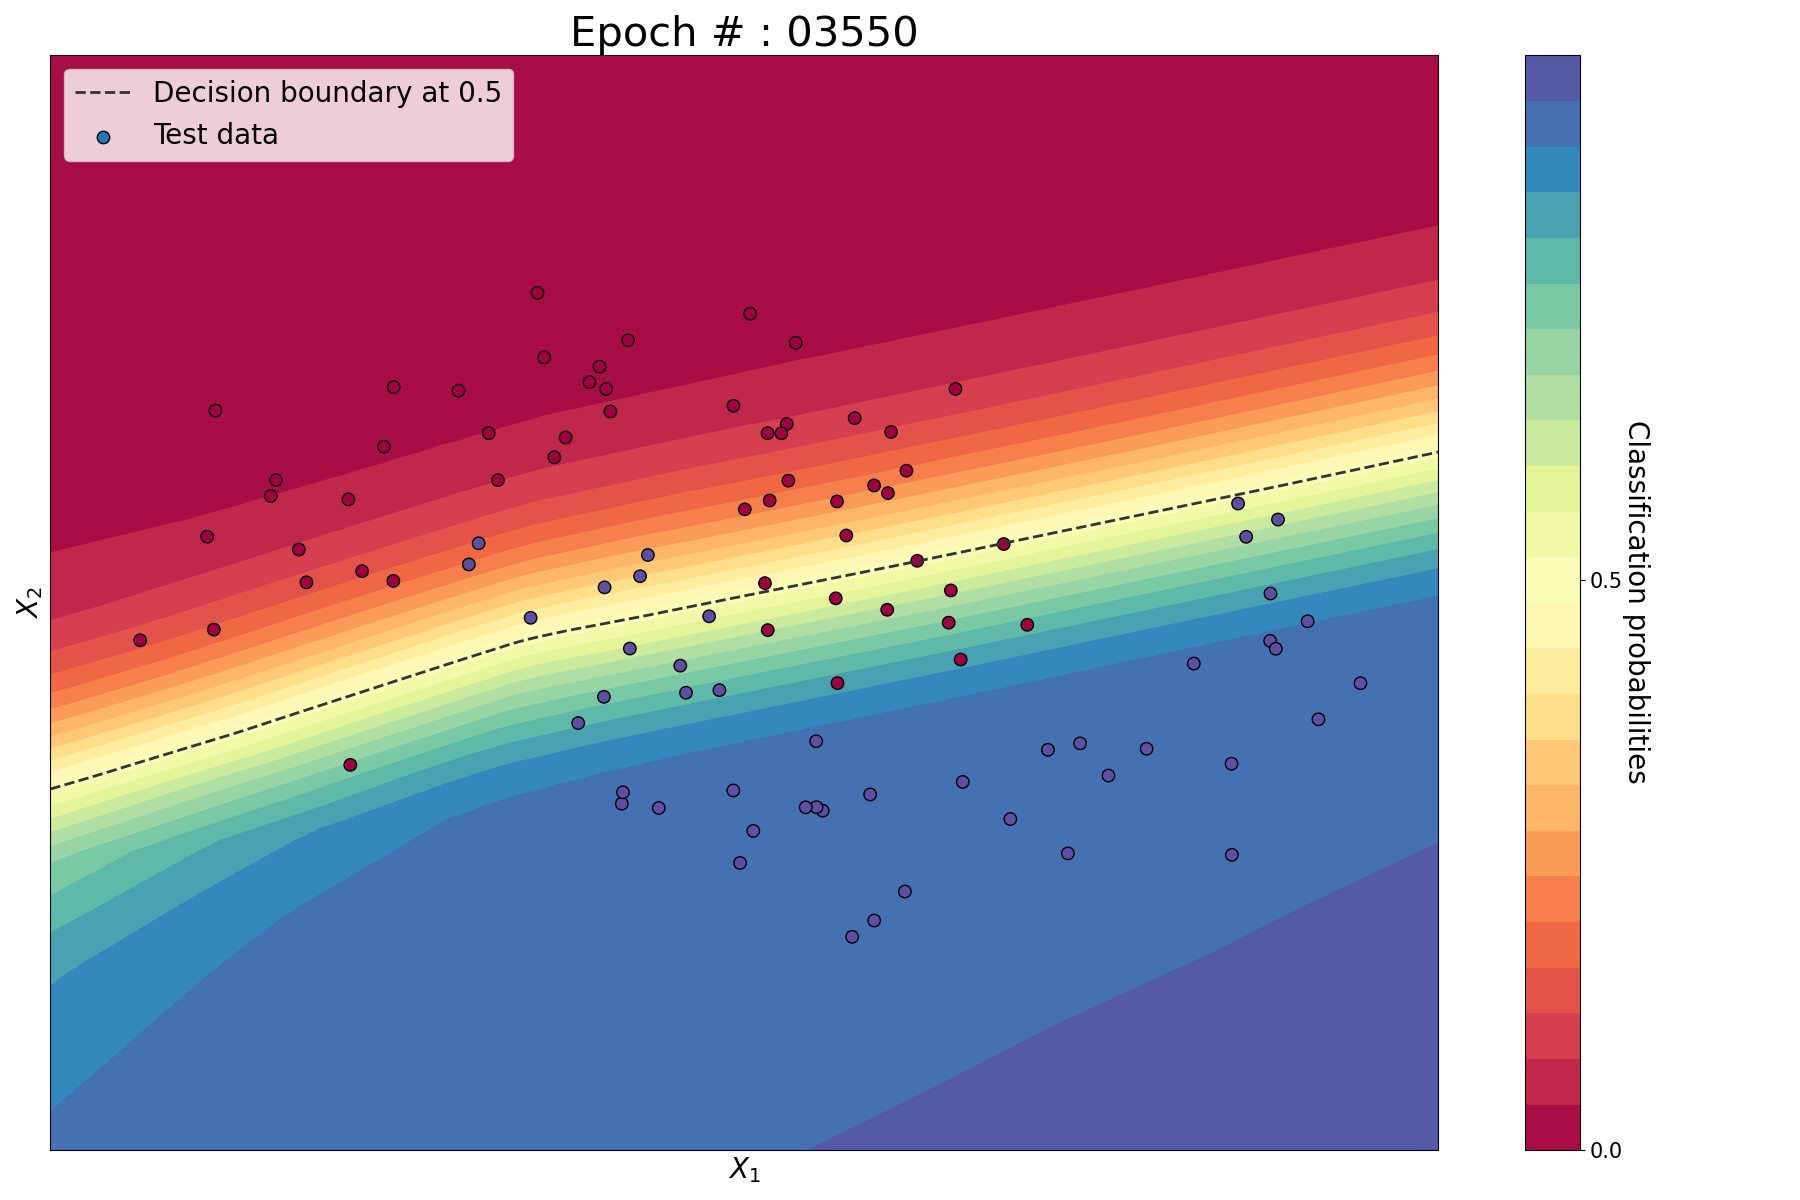 Epoch # : 03550
Decision boundary at 0.5
Test data
X₂
X₁
0.5
0.0
Classification probabilities